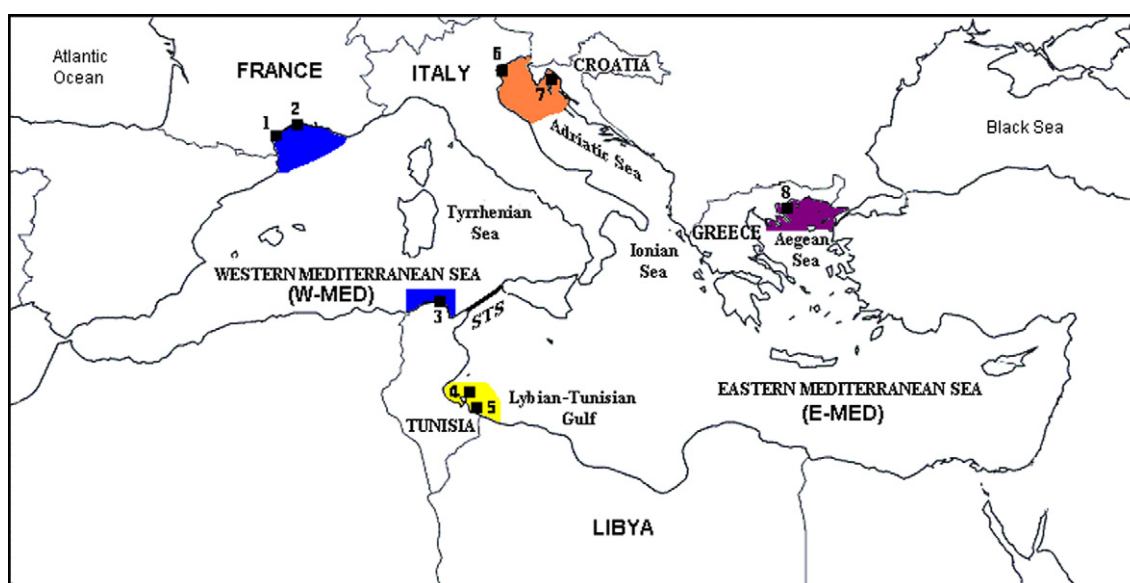 Atlantic
Ocean
FRANCE
ITALY
6
CROATIA
7
1
2
Adriatic Sea
Black Sea
8
GREECE
Aegean
Sea
Tyrrhenian
Sea
Ionian
Sea
WESTERN MEDITERRANEAN SEA
(W-MED)
3
STS
4
5
Lybian-Tunisian
Gulf
TUNISIA
EASTERN MEDITERRANEAN SEA
(E-MED)
LIBYA